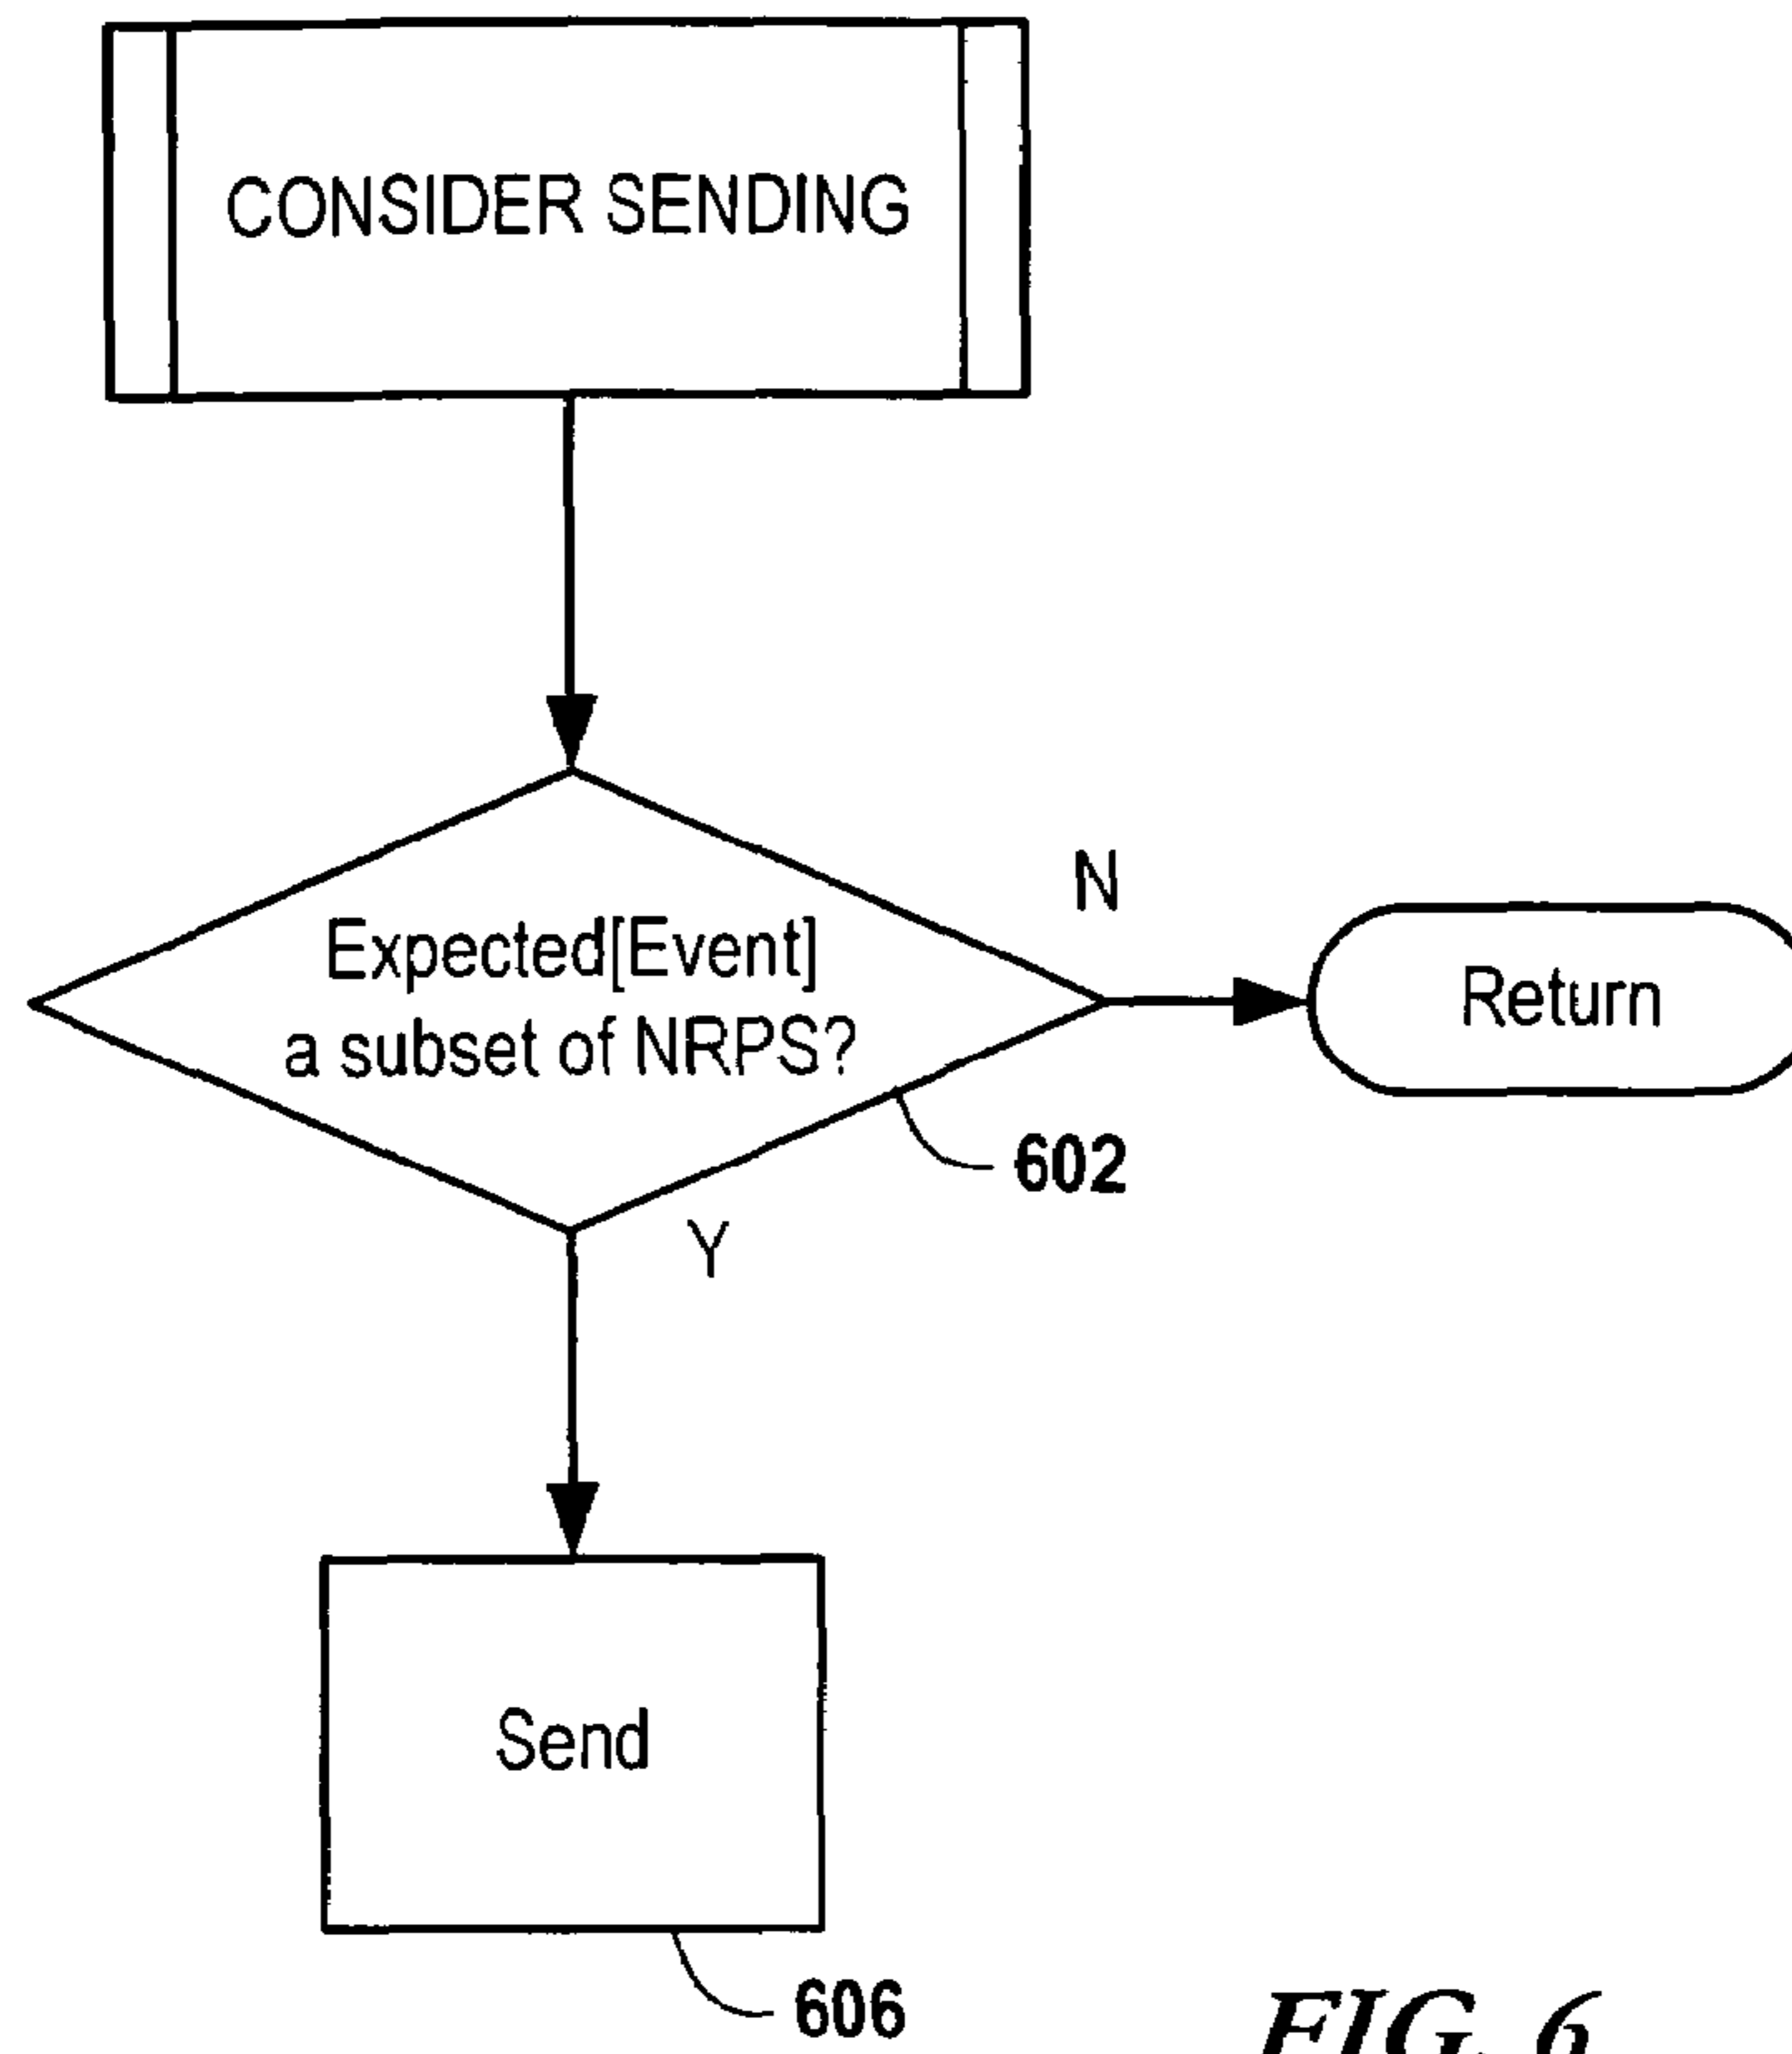 CONSIDER SENDING
Expected[Event]
a subset of NRPS?
N
Return
602
Y
Send
606
FIG. 6